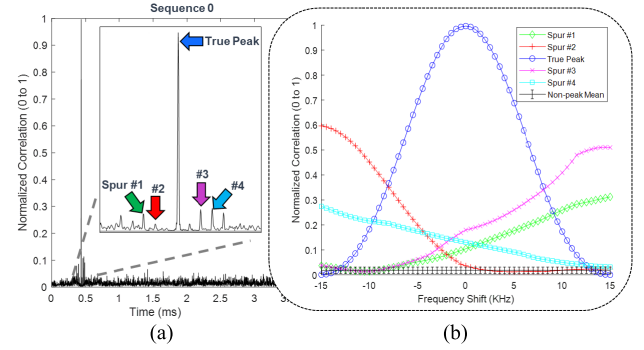 Sequence 0
Normalized Correlation (0 to 1)
1
0.9
0.8
0.7
0.6
0.5
0.4
0.3
0.2
0.1
0
0 0.5 1 1.5 2 2.5 3 3.
Time (ms)
True Peak
Spur #1
#2
#3
#4
(a)
Normalized Correlation (0 to 1)
1
0.9
0.8
0.7
0.6
0.5
0.4
0.3
0.2
0.1
0
-15 -10 -5 0 5 10 15
Frequency Shift (KHz)
Spur #1
Spur #2
True Peak
Spur #3
Spur #4
Non-peak Mean
(b)